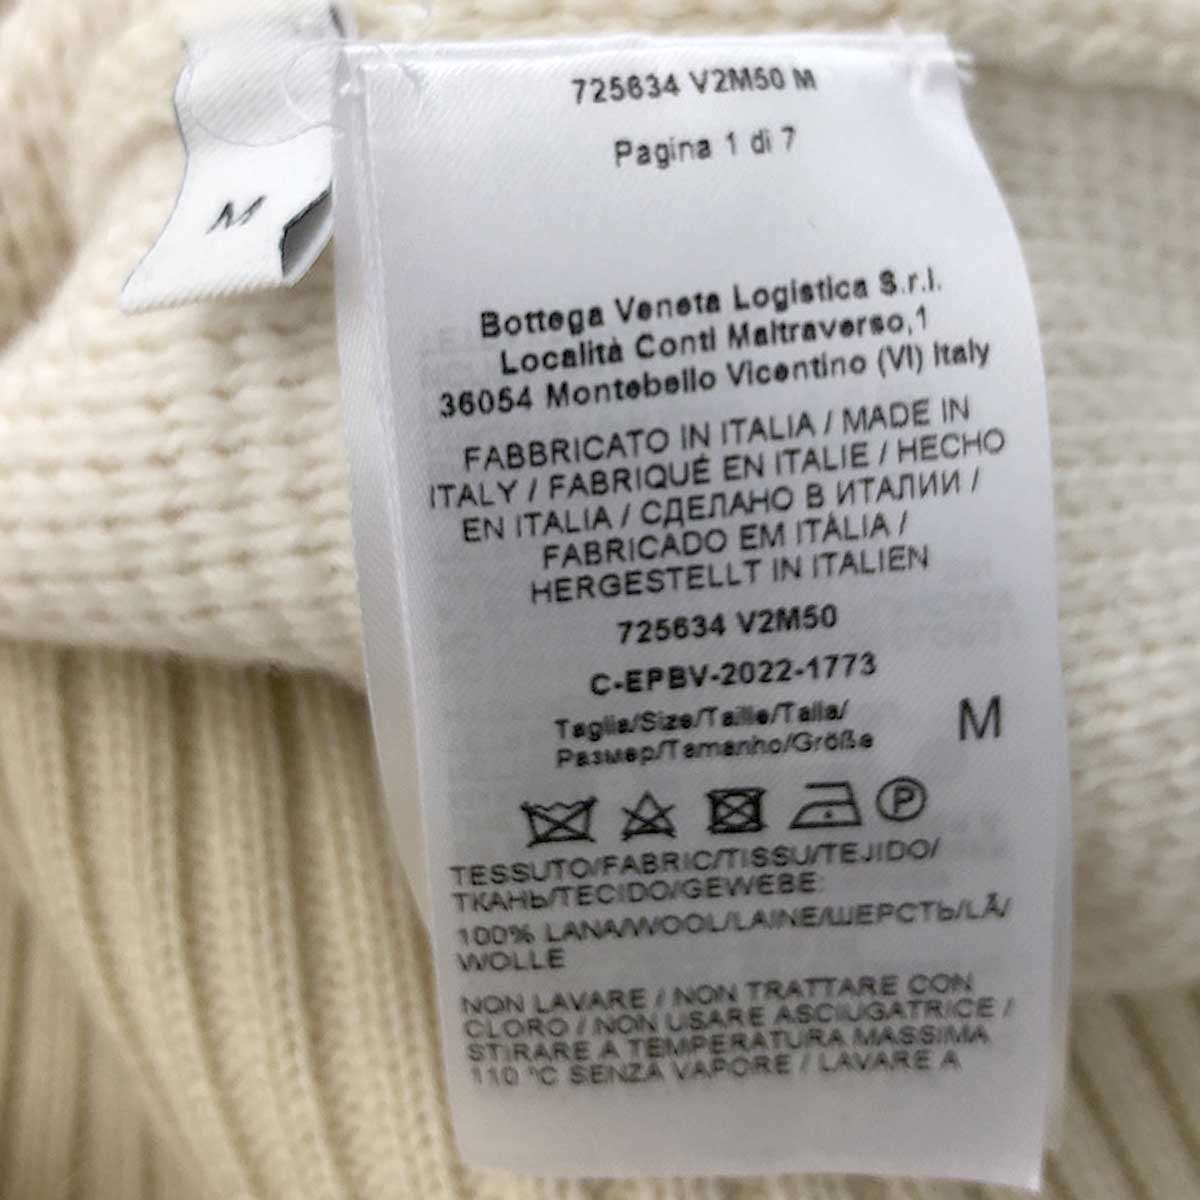 M
725634 V2M50 M
Pagina 1 di 7
Bottega Veneta Logistica S.r.l.
Località Conti Maltraverso,1
36054 Montebello Vicentino (VI) Italy
FABBRICATO IN ITALIA / MADE IN
ITALY / FABRIQUÉ EN ITALIE / HECHO
EN ITALIA / СДЕЛАНО В ИТАЛИИ /
FABRICADO EM ITÀLIA /
HERGESTELLT IN ITALIEN
725634 V2M50
C-EPBV-2022-1773
Taglia/Size/Taille/Talla/
Размер/Tamanho/Größe
M
P
TESSUTO/FABRIC/TISSU/TEJIDO/
ТКАНЬ/TECIDO/GEWEBE:
100% LANA/WOOL/LAINE/ШЕРСТЬ/LÃ/
WOLLE
NON LAVARE / NON TRATTARE CON
CLORO / NON USARE ASCIUGATRICE /
STIRARE A TEMPERATURA MASSIMA
110 °C SENZA VAPORE / LAVARE A